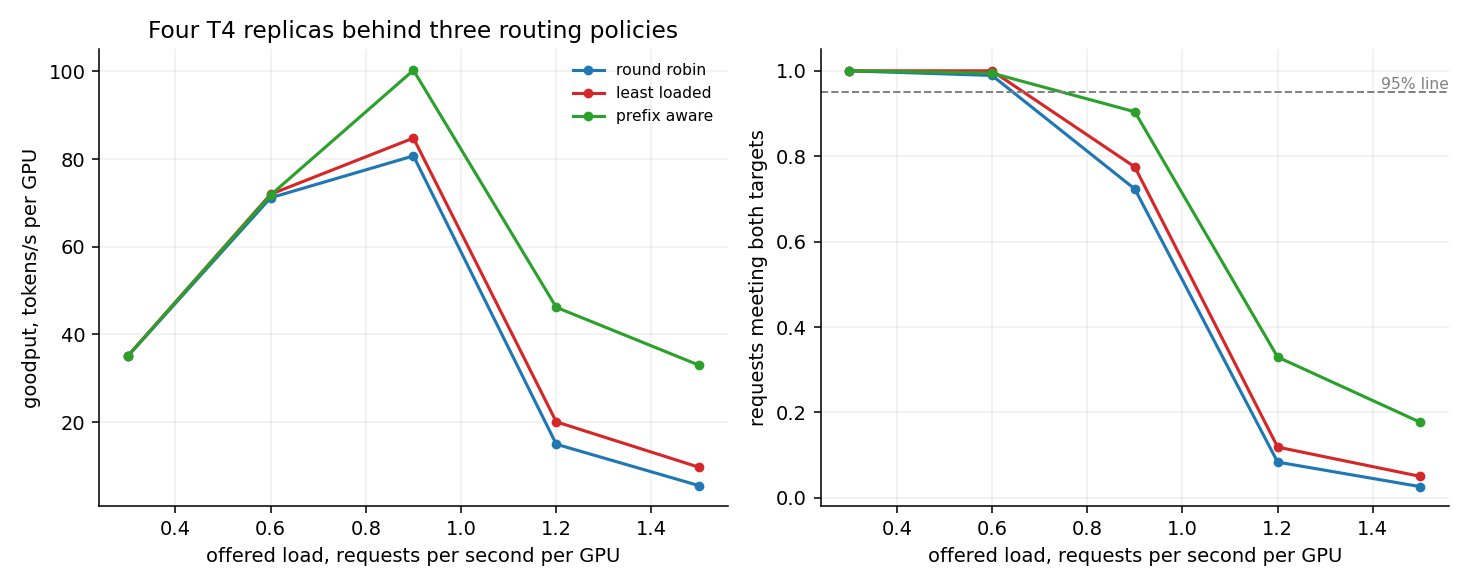 Four T4 replicas behind three routing policies
goodput, tokens/s per GPU
100
80
60
40
20
0.4 0.6 0.8 1.0 1.2 1.4
offered load, requests per second per GPU
round robin
least loaded
prefix aware
requests meeting both targets
1.0
0.8
0.6
0.4
0.2
0.0
95% line
0.4 0.6 0.8 1.0 1.2 1.4
offered load, requests per second per GPU